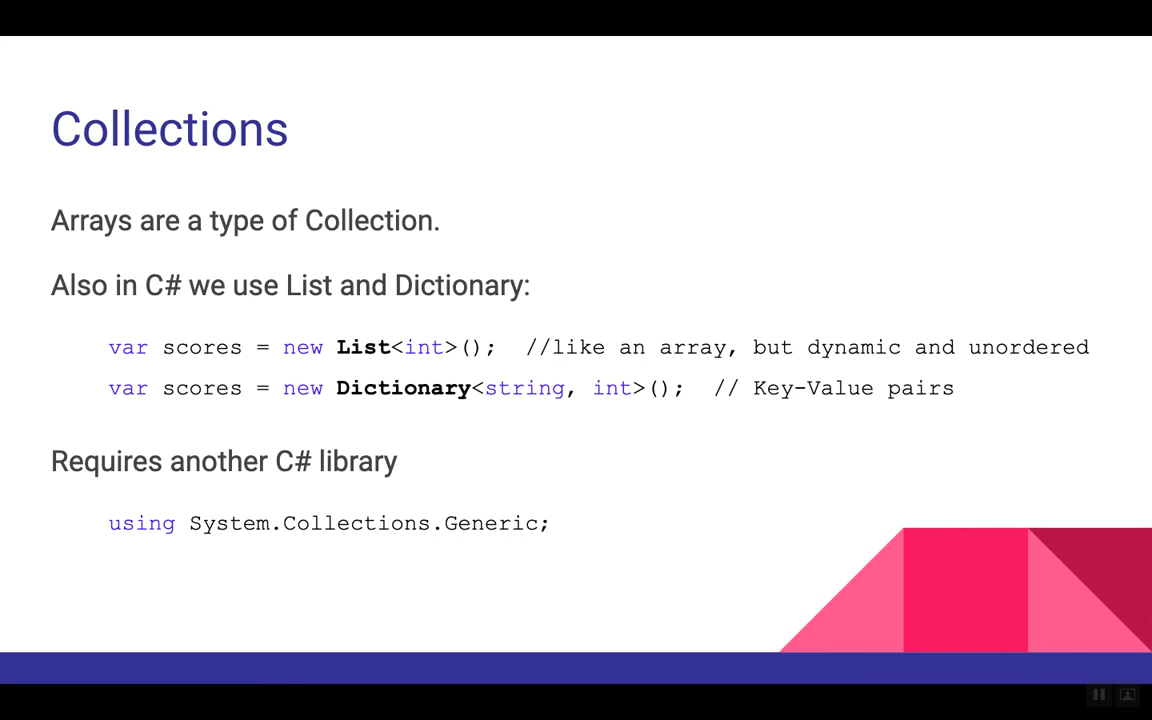 Collections
Arrays are a type of Collection.
Also in C# we use List and Dictionary:
var scores = new List<int>();  //like an array, but dynamic and unordered
var scores = new Dictionary<string, int>();  // Key-Value pairs
Requires another C# library
using System.Collections.Generic;